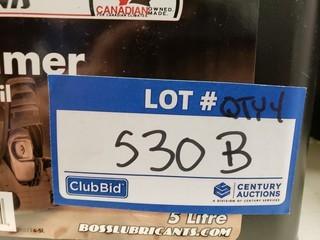 CANADIAN OWNED.
MADE.
mer
il
LOT # QTY 4
530 B
ClubBid
CENTURY
AUCTIONS
A DIVISION OF CENTURY SERVICES
5 Litre
BOSSLUBRICANTS.COM